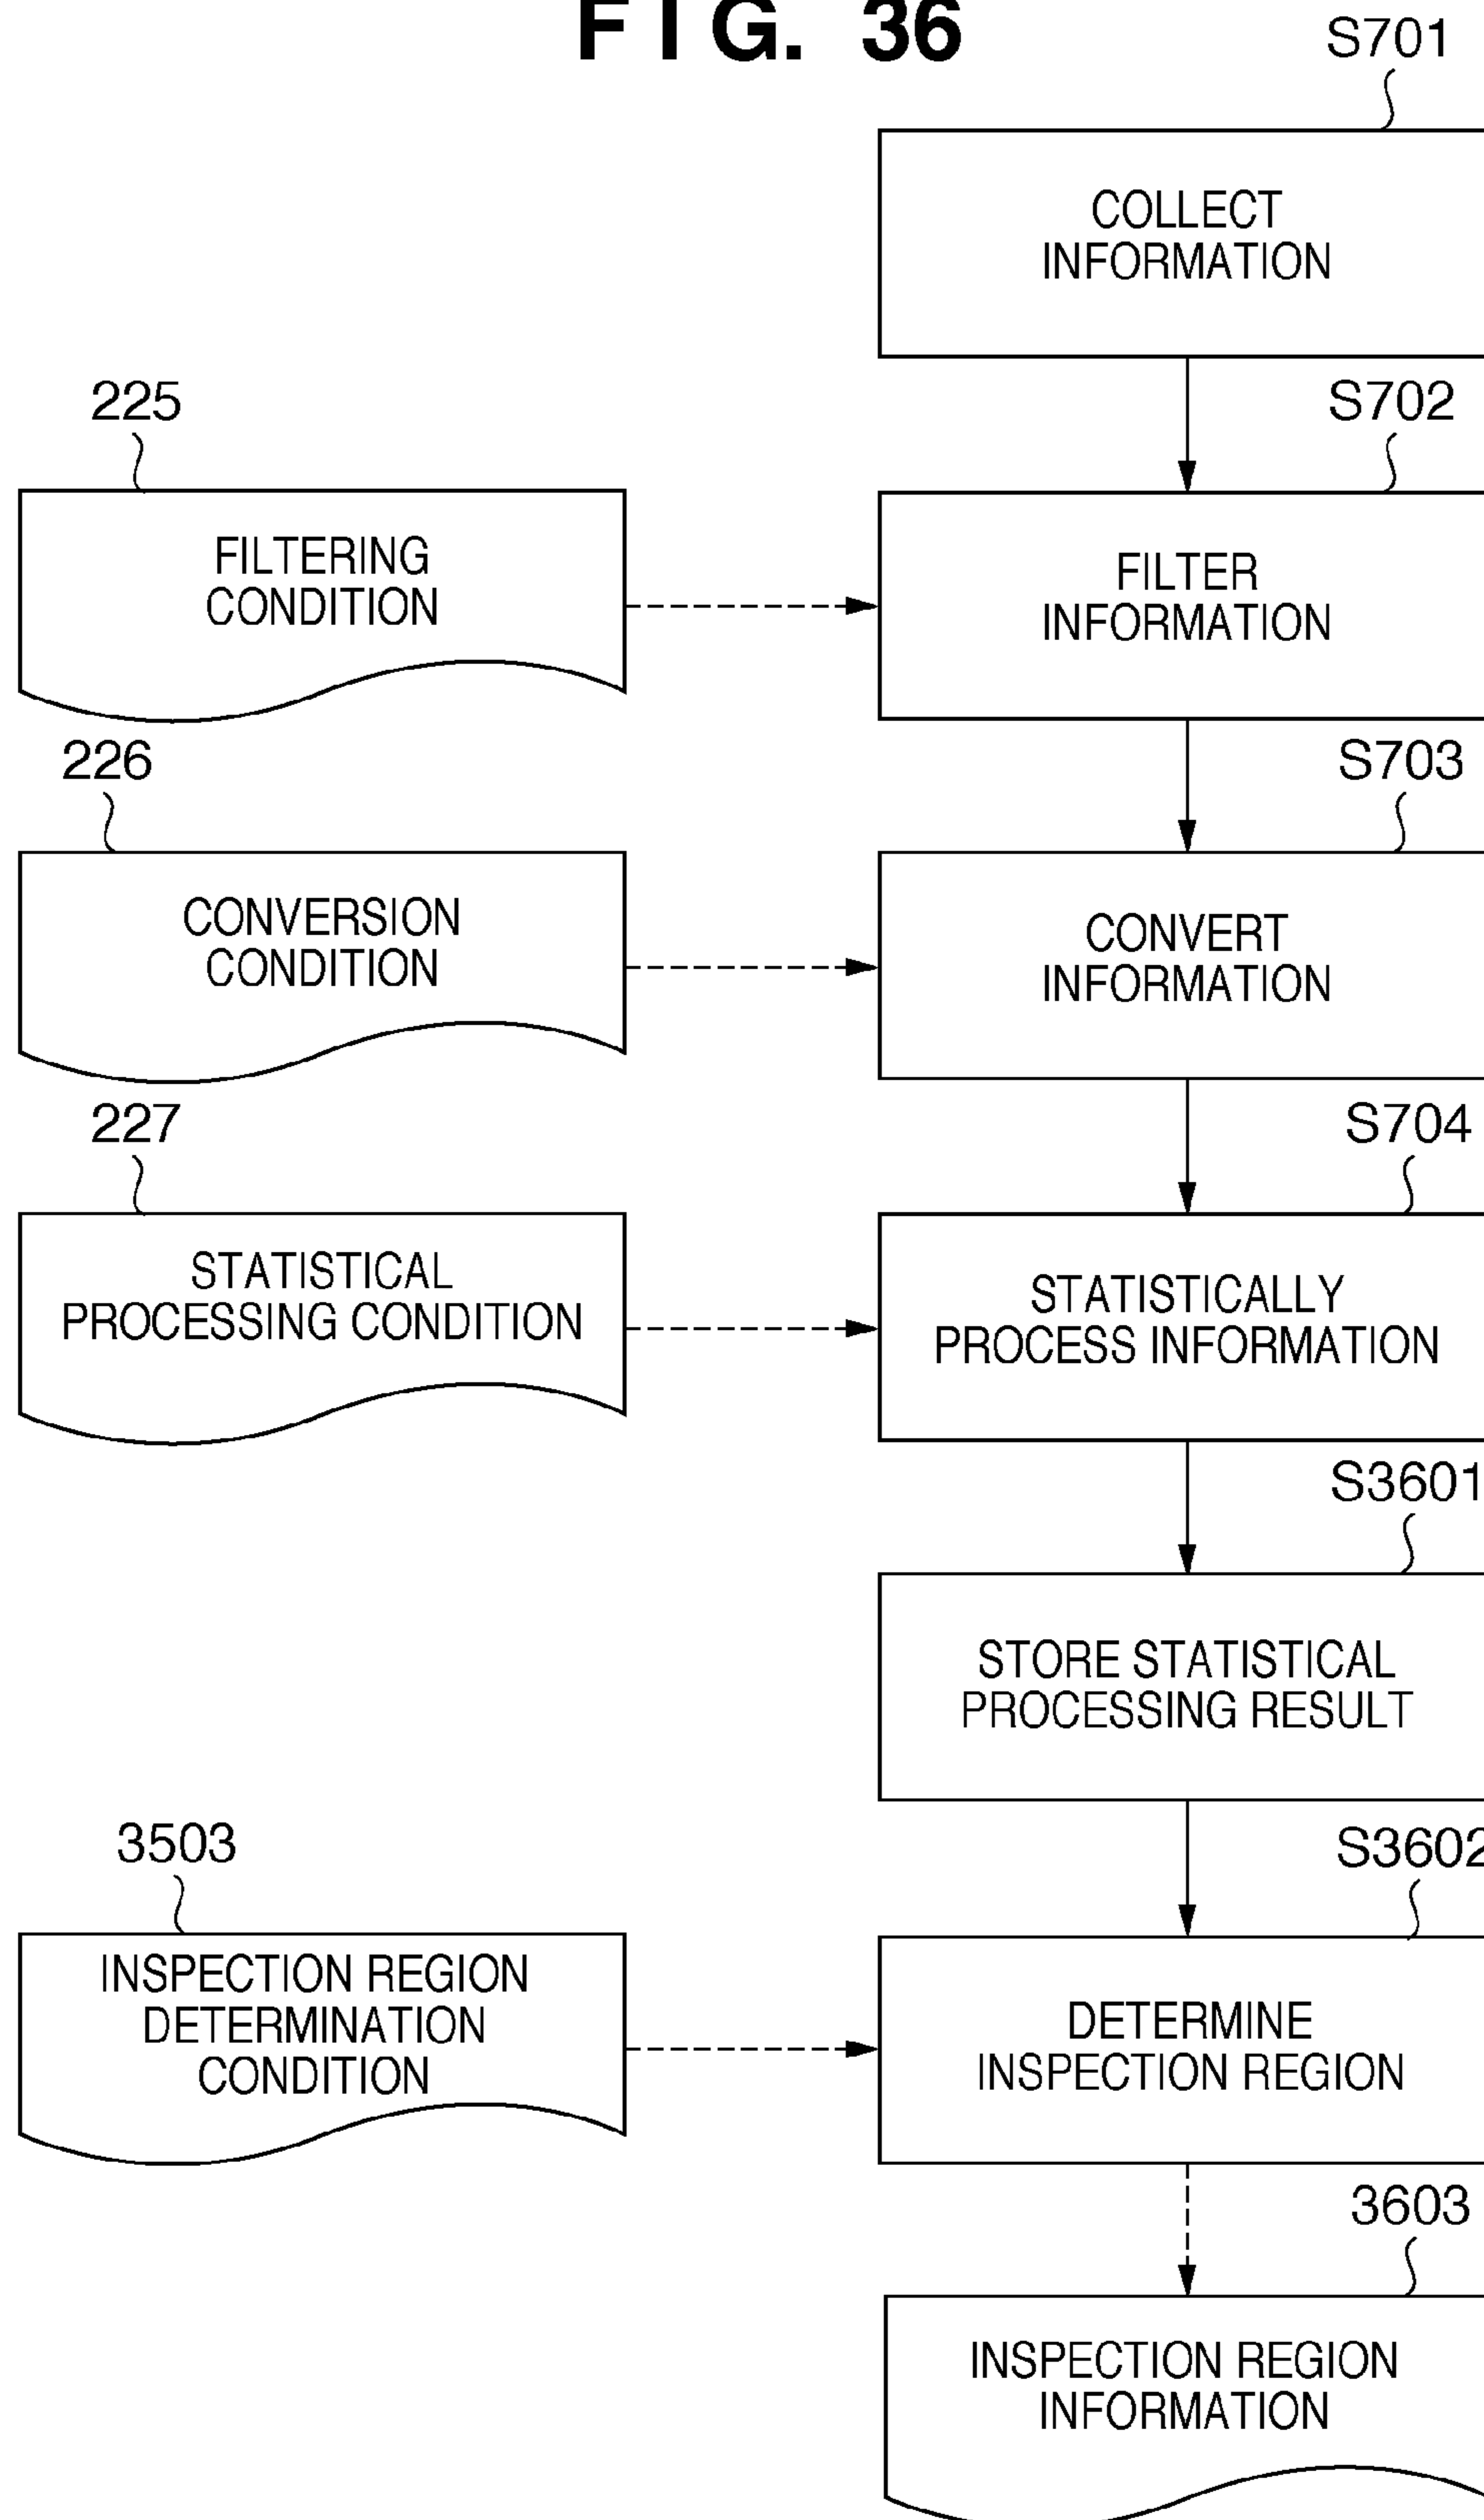 FIG. 36
S701
COLLECT
INFORMATION
225
S702
FILTERING
CONDITION
FILTER
INFORMATION
226
S703
CONVERSION
CONDITION
CONVERT
INFORMATION
227
S704
STATISTICAL
PROCESSING CONDITION
STATISTICALLY
PROCESS INFORMATION
S3601
STORE STATISTICAL
PROCESSING RESULT
3503
S3602
INSPECTION REGION
DETERMINATION
CONDITION
DETERMINE
INSPECTION REGION
3603
INSPECTION REGION
INFORMATION